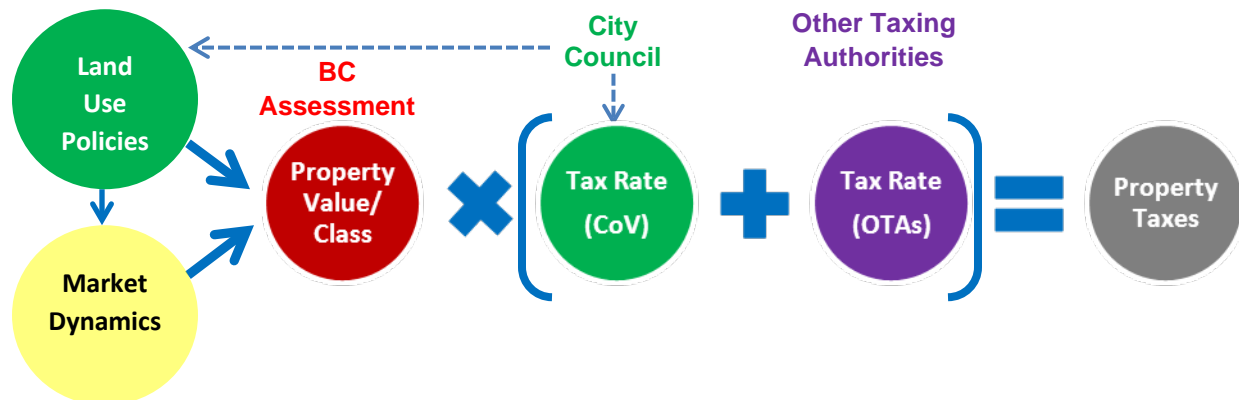 Land
Use
Policies
Market
Dynamics
BC
Assessment
Property
Value/
Class
City
Council
Tax Rate
(CoV)
Other Taxing
Authorities
Tax Rate
(OTAs)
Property
Taxes